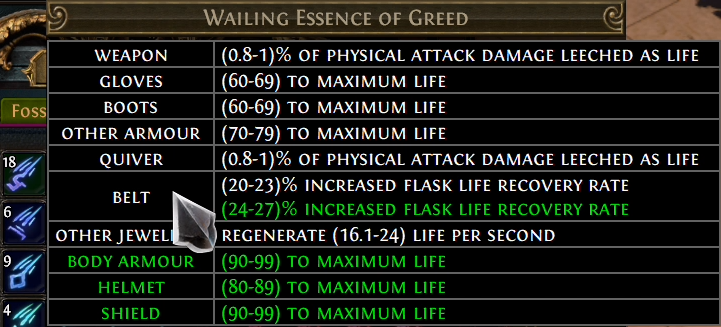 Wailing Essence of Greed
WEAPON (0.8-1)% OF PHYSICAL ATTACK DAMAGE LEECHED AS LIFE
GLOVES (60-69) TO MAXIMUM LIFE
BOOTS (60-69) TO MAXIMUM LIFE
OTHER ARMOUR (70-79) TO MAXIMUM LIFE
QUIVER (0.8-1)% OF PHYSICAL ATTACK DAMAGE LEECHED AS LIFE
BELT (20-23)% INCREASED FLASK LIFE RECOVERY RATE
(24-27)% INCREASED FLASK LIFE RECOVERY RATE
OTHER JEWELL REGENERATE (16.1-24) LIFE PER SECOND
BODY ARMOUR (90-99) TO MAXIMUM LIFE
HELMET (80-89) TO MAXIMUM LIFE
SHIELD (90-99) TO MAXIMUM LIFE
Foss
18
6
9
4